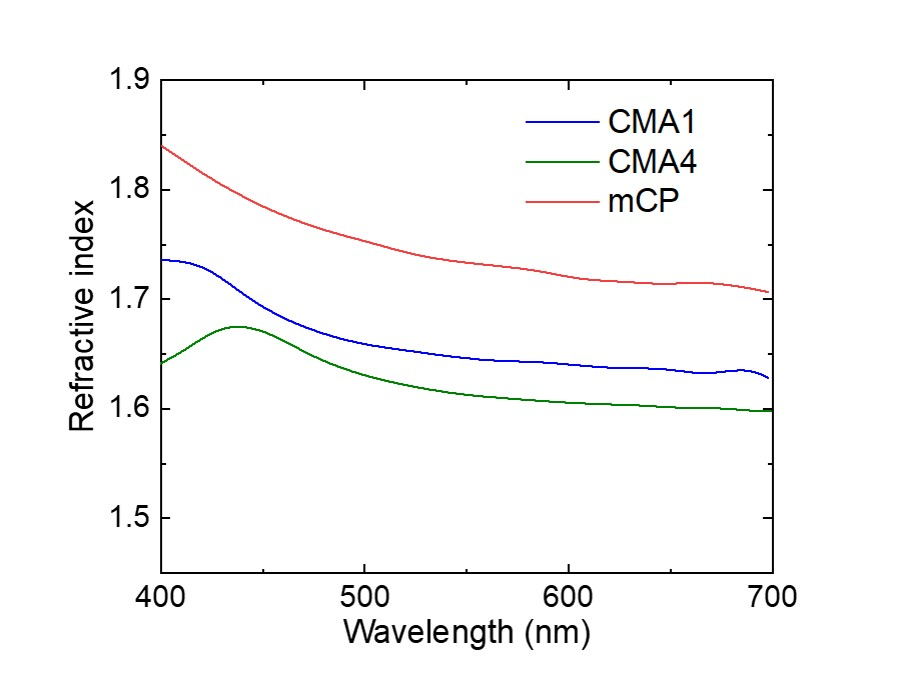 1.9
1.8
1.7
1.6
1.5
Refractive index
CMA1
CMA4
mCP
400 500 600 700
Wavelength (nm)